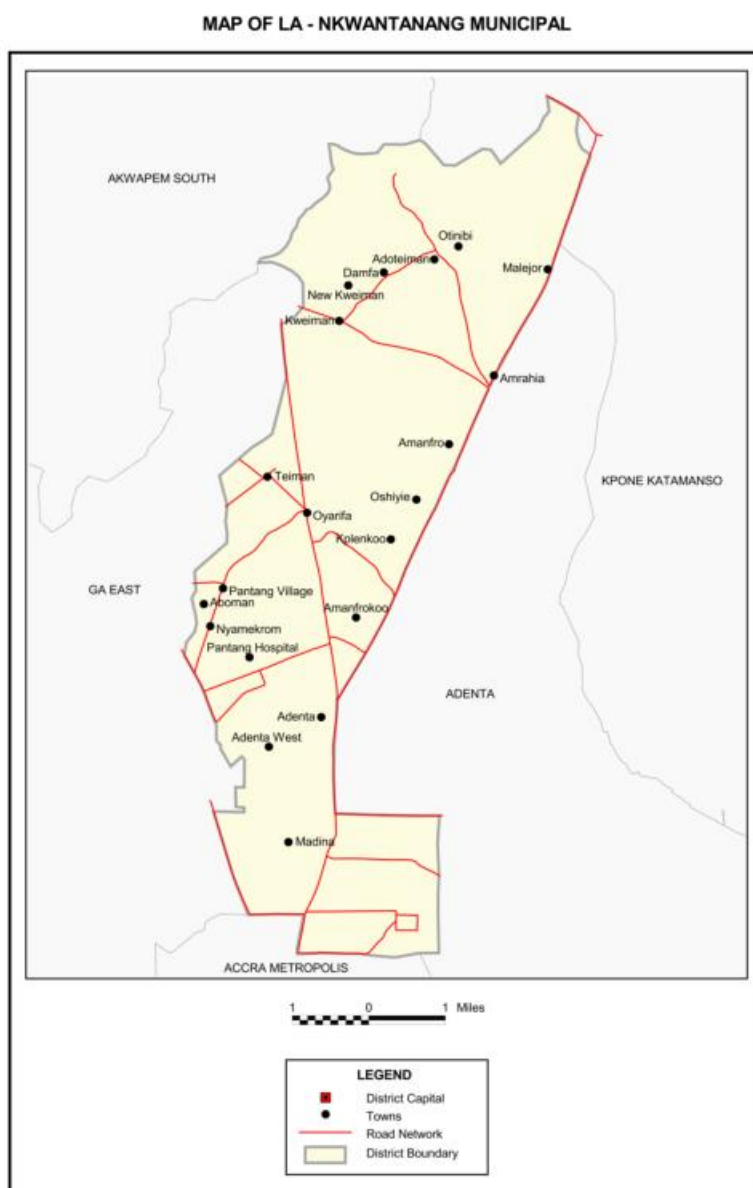 MAP OF LA - NKWANTANANG MUNICIPAL
AKWAPEM SOUTH
Otinibi
Adoteiman
Malejor
Damfa
New Kweiman
Kweiman
Amrahia
Amanfro
Teiman
KPONE KATAMANSO
Oshiyie
Oyarifa
Kplenkoo
GA EAST
Pantang Village
Aboman
Amanfrokoo
Nyamekrom
Pantang Hospital
ADENTA
Adenta
Adenta West
Madina
ACCRA METROPOLIS
1 0 1 Miles
LEGEND
District Capital
Towns
Road Network
District Boundary